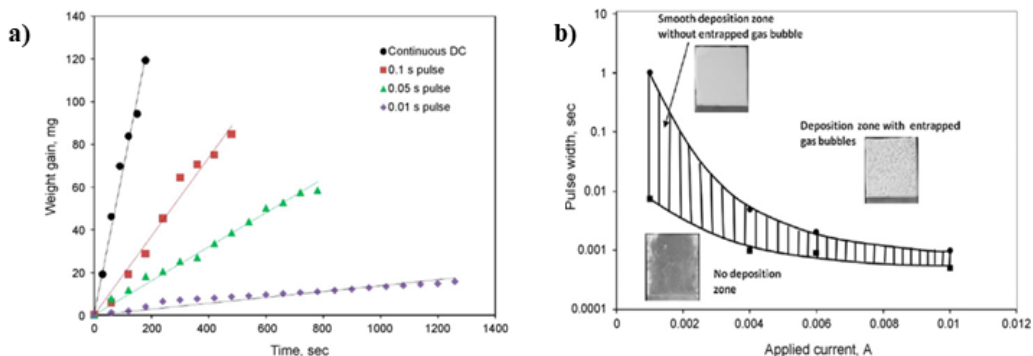 a)
140
120
100
80
60
40
20
0
Weight gain, mg
Continuous DC
0.1 s pulse
0.05 s pulse
0.01 s pulse
0 200 400 600 800 1000 1200 1400
Time, sec
b)
10
1
0.1
0.01
0.001
0.0001
Pulse width, sec
Smooth deposition zone
without entrapped gas bubble
Deposition zone with entrapped
gas bubbles
No deposition
zone
0 0.002 0.004 0.006 0.008 0.01 0.012
Applied current, A